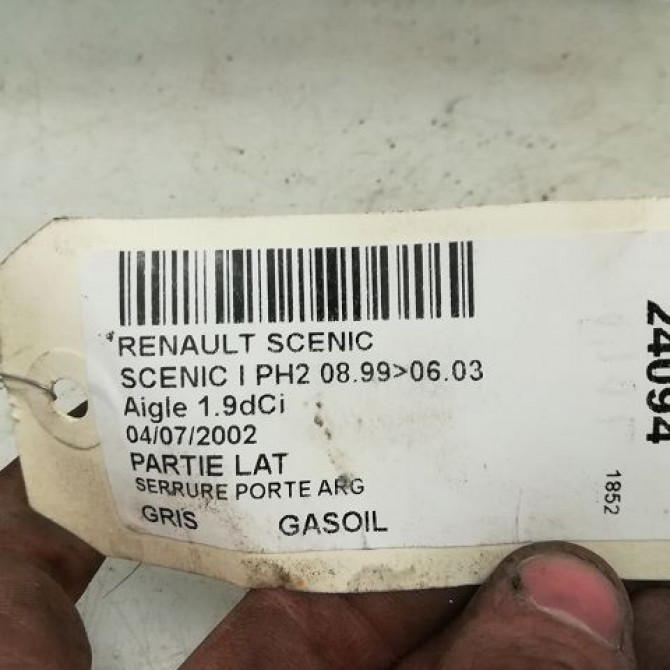 RENAULT SCENIC
SCENIC I PH2 08.99>06.03
Aigle 1.9dCi
04/07/2002
PARTIE LAT
SERRURE PORTE ARG
GRIS GASOIL
24094
1852